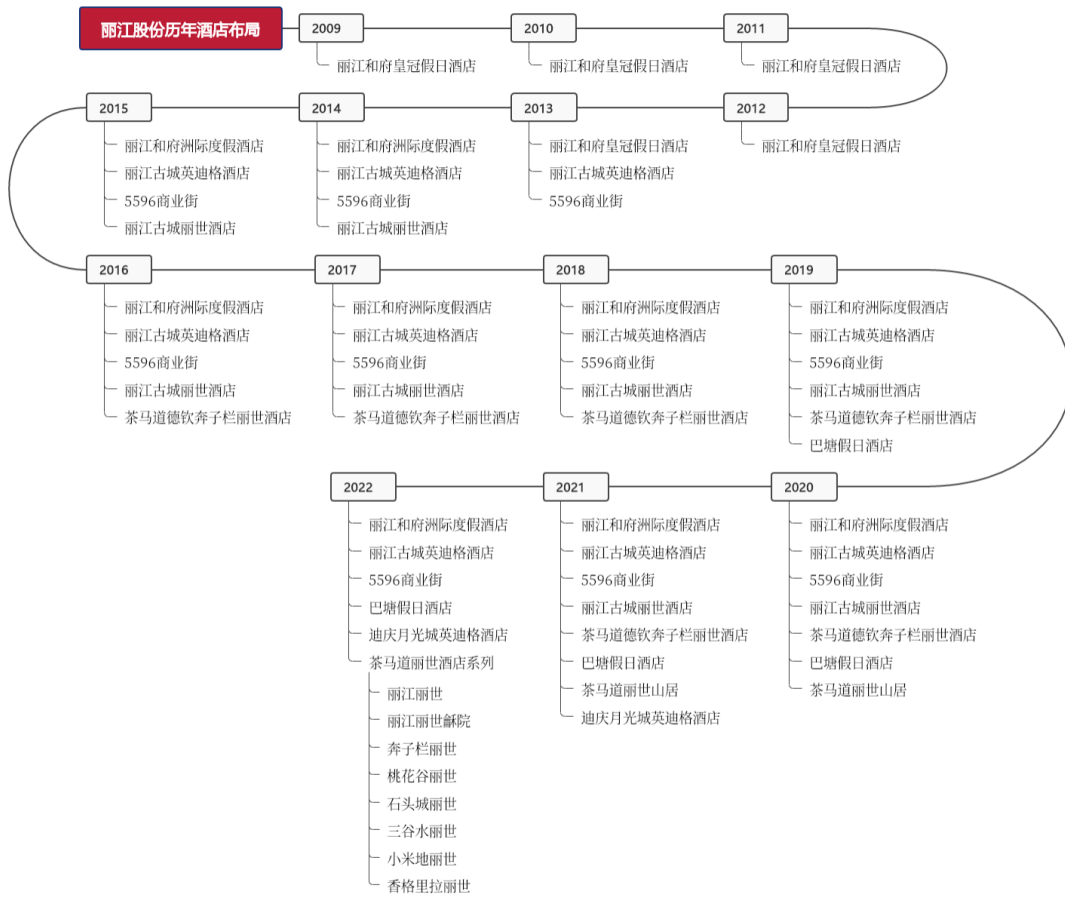 丽江股份历年酒店布局
2009
丽江和府皇冠假日酒店
2010
丽江和府皇冠假日酒店
2011
丽江和府皇冠假日酒店
2012
丽江和府皇冠假日酒店
2013
丽江和府皇冠假日酒店
丽江古城英迪格酒店
5596商业街
2014
丽江和府洲际度假酒店
丽江古城英迪格酒店
5596商业街
丽江古城丽世酒店
2015
丽江和府洲际度假酒店
丽江古城英迪格酒店
5596商业街
丽江古城丽世酒店
2016
丽江和府洲际度假酒店
丽江古城英迪格酒店
5596商业街
丽江古城丽世酒店
茶马道德钦奔子栏丽世酒店
2017
丽江和府洲际度假酒店
丽江古城英迪格酒店
5596商业街
丽江古城丽世酒店
茶马道德钦奔子栏丽世酒店
2018
丽江和府洲际度假酒店
丽江古城英迪格酒店
5596商业街
丽江古城丽世酒店
茶马道德钦奔子栏丽世酒店
2019
丽江和府洲际度假酒店
丽江古城英迪格酒店
5596商业街
丽江古城丽世酒店
茶马道德钦奔子栏丽世酒店
巴塘假日酒店
2020
丽江和府洲际度假酒店
丽江古城英迪格酒店
5596商业街
丽江古城丽世酒店
茶马道德钦奔子栏丽世酒店
巴塘假日酒店
茶马道丽世山居
2021
丽江和府洲际度假酒店
丽江古城英迪格酒店
5596商业街
丽江古城丽世酒店
茶马道德钦奔子栏丽世酒店
巴塘假日酒店
茶马道丽世山居
迪庆月光城英迪格酒店
2022
丽江和府洲际度假酒店
丽江古城英迪格酒店
5596商业街
巴塘假日酒店
迪庆月光城英迪格酒店
茶马道丽世酒店系列
丽江丽世
丽江丽世龢院
奔子栏丽世
桃花谷丽世
石头城丽世
三谷水丽世
小米地丽世
香格里拉丽世